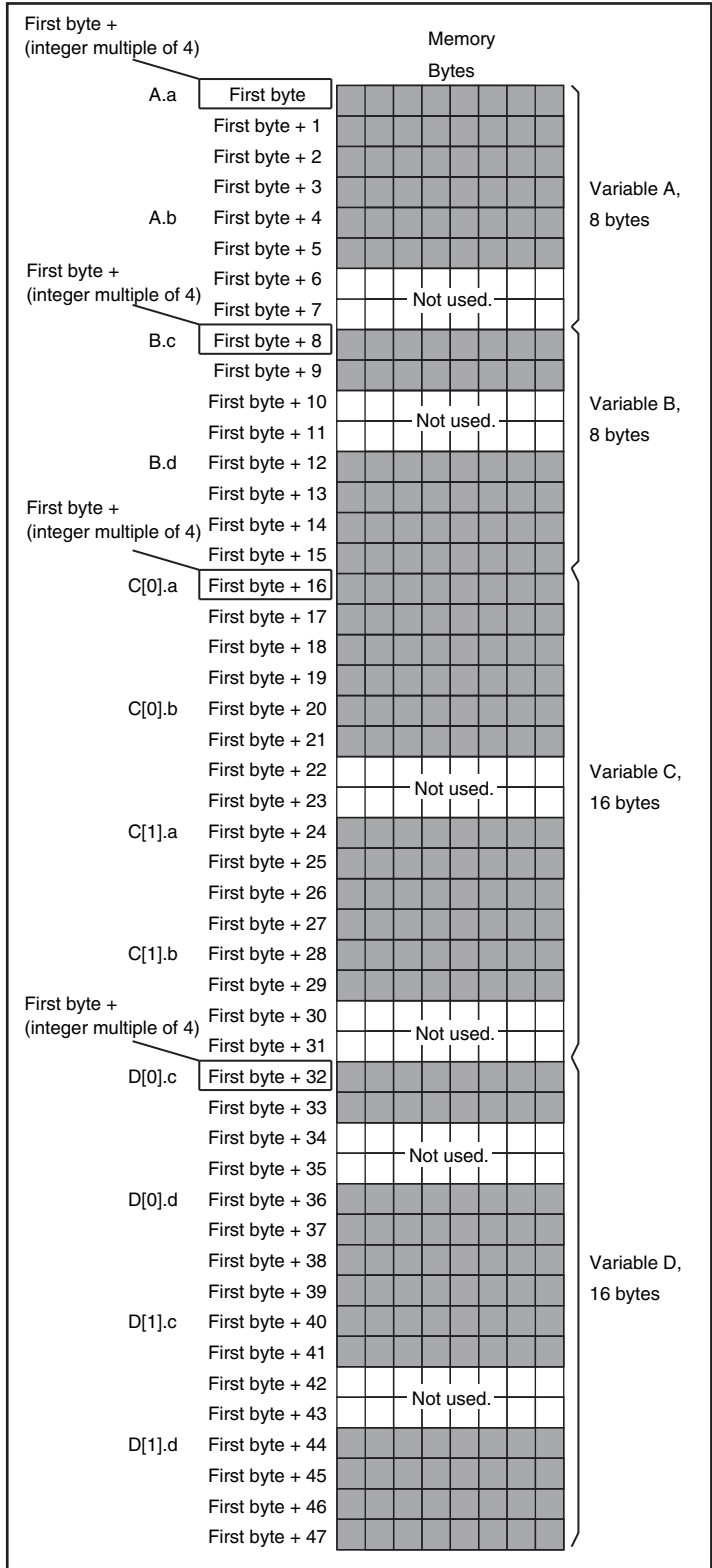 First byte +
(integer multiple of 4)
Memory
Bytes
A.a First byte
First byte + 1
First byte + 2
First byte + 3
Variable A,
8 bytes
A.b First byte + 4
First byte + 5
First byte +
(integer multiple of 4)
First byte + 6
First byte + 7
Not used.
B.c First byte + 8
First byte + 9
First byte + 10
First byte + 11
Not used.
Variable B,
8 bytes
B.d First byte + 12
First byte + 13
First byte +
(integer multiple of 4)
First byte + 14
First byte + 15
C[0].a First byte + 16
First byte + 17
First byte + 18
First byte + 19
C[0].b First byte + 20
First byte + 21
First byte + 22
First byte + 23
Not used.
Variable C,
16 bytes
C[1].a First byte + 24
First byte + 25
First byte + 26
First byte + 27
C[1].b First byte + 28
First byte + 29
First byte +
(integer multiple of 4)
First byte + 30
First byte + 31
Not used.
D[0].c First byte + 32
First byte + 33
First byte + 34
First byte + 35
Not used.
D[0].d First byte + 36
First byte + 37
First byte + 38
First byte + 39
Variable D,
16 bytes
D[1].c First byte + 40
First byte + 41
First byte + 42
First byte + 43
Not used.
D[1].d First byte + 44
First byte + 45
First byte + 46
First byte + 47